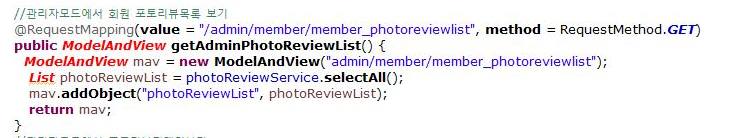 //관리자모드에서 회원 포토리뷰목록 보기
@RequestMapping(value = "/admin/member/member_photoreviewlist", method = RequestMethod.GET)
public ModelAndView getAdminPhotoReviewList() {
ModelAndView mav = new ModelAndView("admin/member/member_photoreviewlist");
List photoReviewList = photoReviewService.selectAll();
mav.addObject("photoReviewList", photoReviewList);
return mav;
}